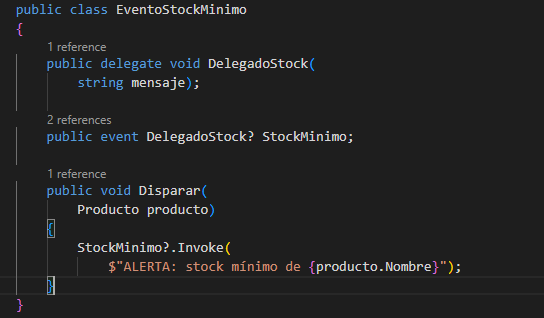 public class EventoStockMinimo
{
1 reference
public delegate void DelegadoStock(
string mensaje);
2 references
public event DelegadoStock? StockMinimo;
1 reference
public void Disparar(
Producto producto)
{
StockMinimo?.Invoke(
$"ALERTA: stock mínimo de {producto.Nombre}");
}
}